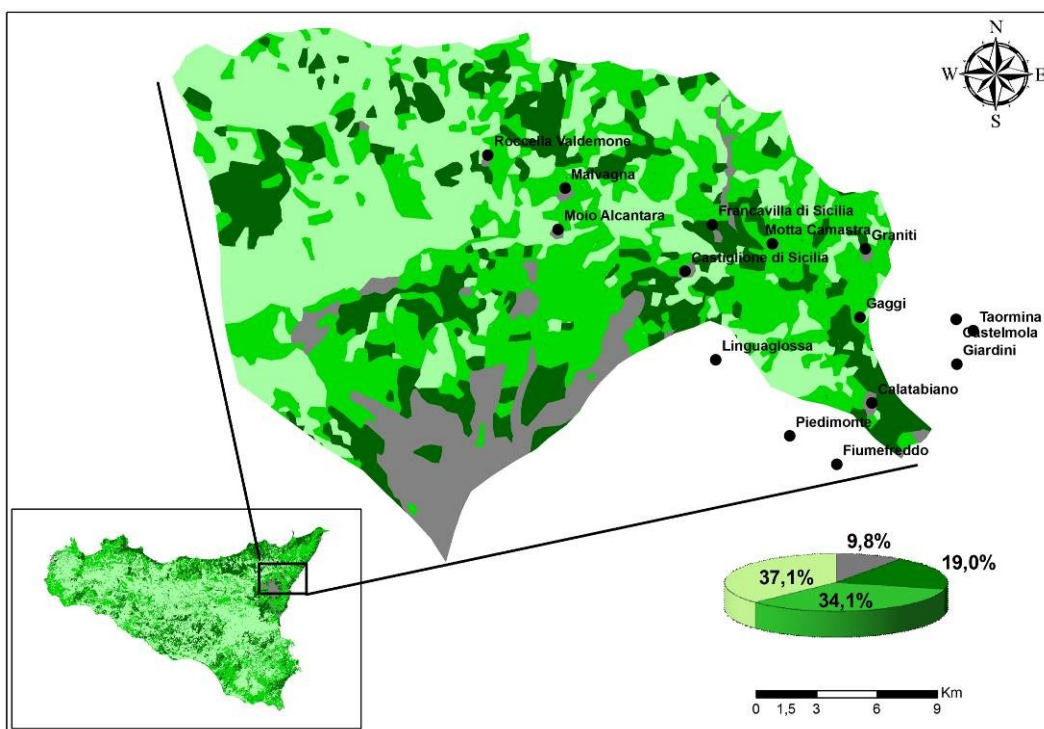 N
W E
S
Roccella Valdemone
Malvagna
Moio Alcantara
Francavilla di Sicilia
Motta Camastra
Graniti
Castiglione di Sicilia
Gaggi
Taormina
Castelmola
Giardini
Linguaglossa
Calatabiano
Piedimonte
Fiumefreddo
9,8%
37,1%
19,0%
34,1%
Km
0 1,5 3 6 9